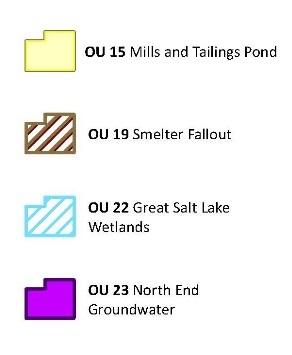 OU 15 Mills and Tailings Pond
OU 19 Smelter Fallout
OU 22 Great Salt Lake
Wetlands
OU 23 North End
Groundwater